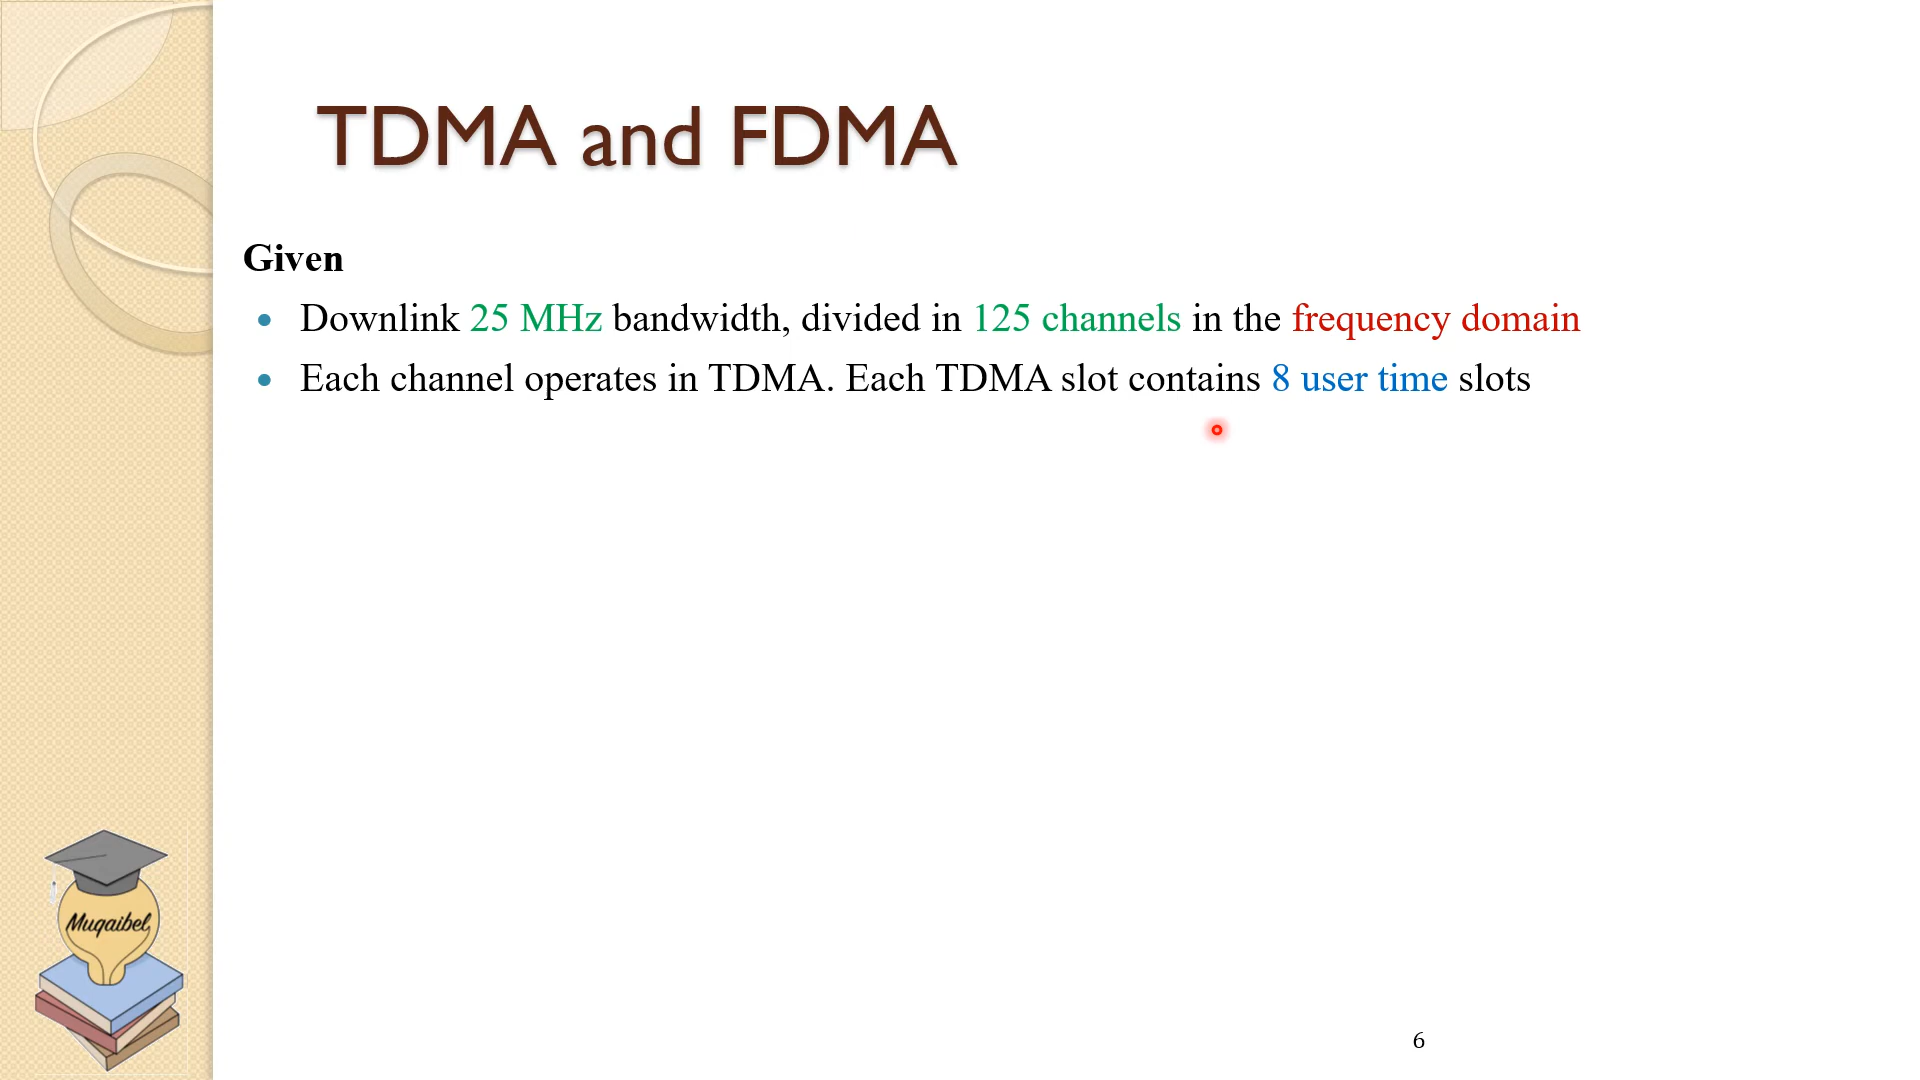 TDMA and FDMA
Given
Downlink 25 MHz bandwidth, divided in 125 channels in the frequency domain
Each channel operates in TDMA. Each TDMA slot contains 8 user time slots
Muqaibel
6